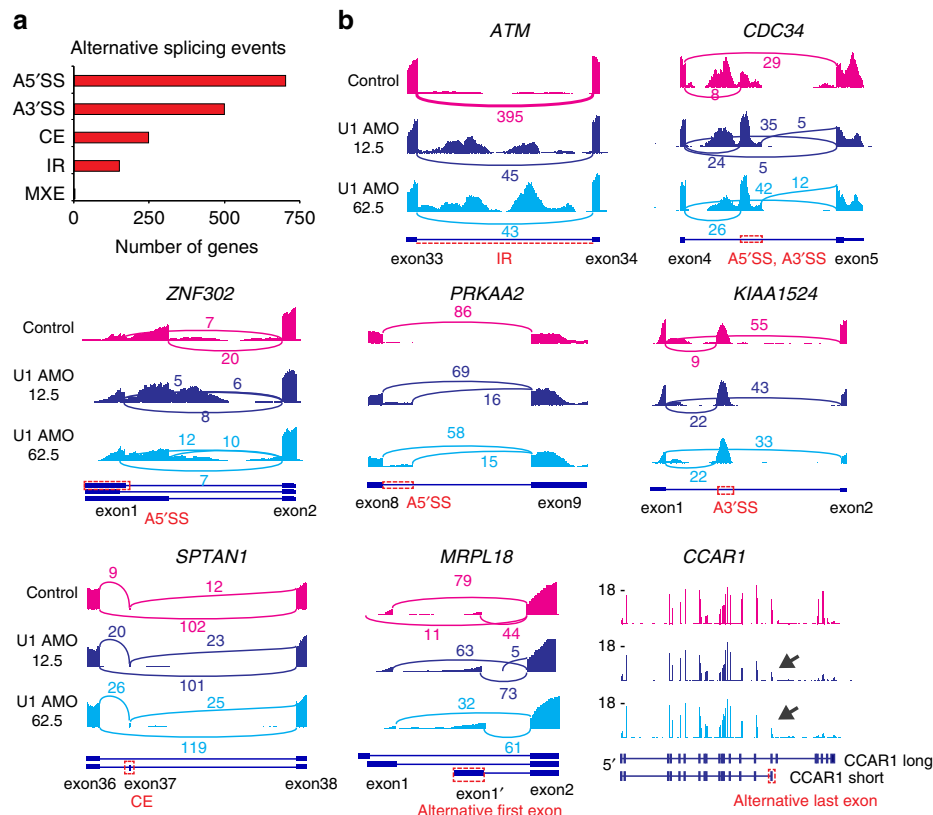 a
Alternative splicing events
A5′SS
A3′SS
CE
IR
MXE
0 250 500 750
Number of genes
b
ATM
Control
395
U1 AMO
12.5
45
U1 AMO
62.5
43
exon33 IR exon34
CDC34
29
8
35 5
24 5
42 12
26
exon4 exon5
A5′SS, A3′SS
ZNF302
Control
7
20
U1 AMO
12.5
5 6
8
U1 AMO
62.5
12 10
7
exon1 exon2
A5′SS
PRKAA2
86
69
16
58
15
exon8 A5′SS exon9
KIAA1524
55
9
43
22
33
22
exon1 A3′SS exon2
SPTAN1
Control
9 12
102
U1 AMO
12.5
20 23
101
U1 AMO
62.5
26 25
119
exon36 exon37 exon38
CE
MRPL18
79
11 44
63 5
73
32
61
exon1 exon1′ exon2
Alternative first exon
CCAR1
18 -
18 -
18 -
5′
CCAR1 long
CCAR1 short
Alternative last exon